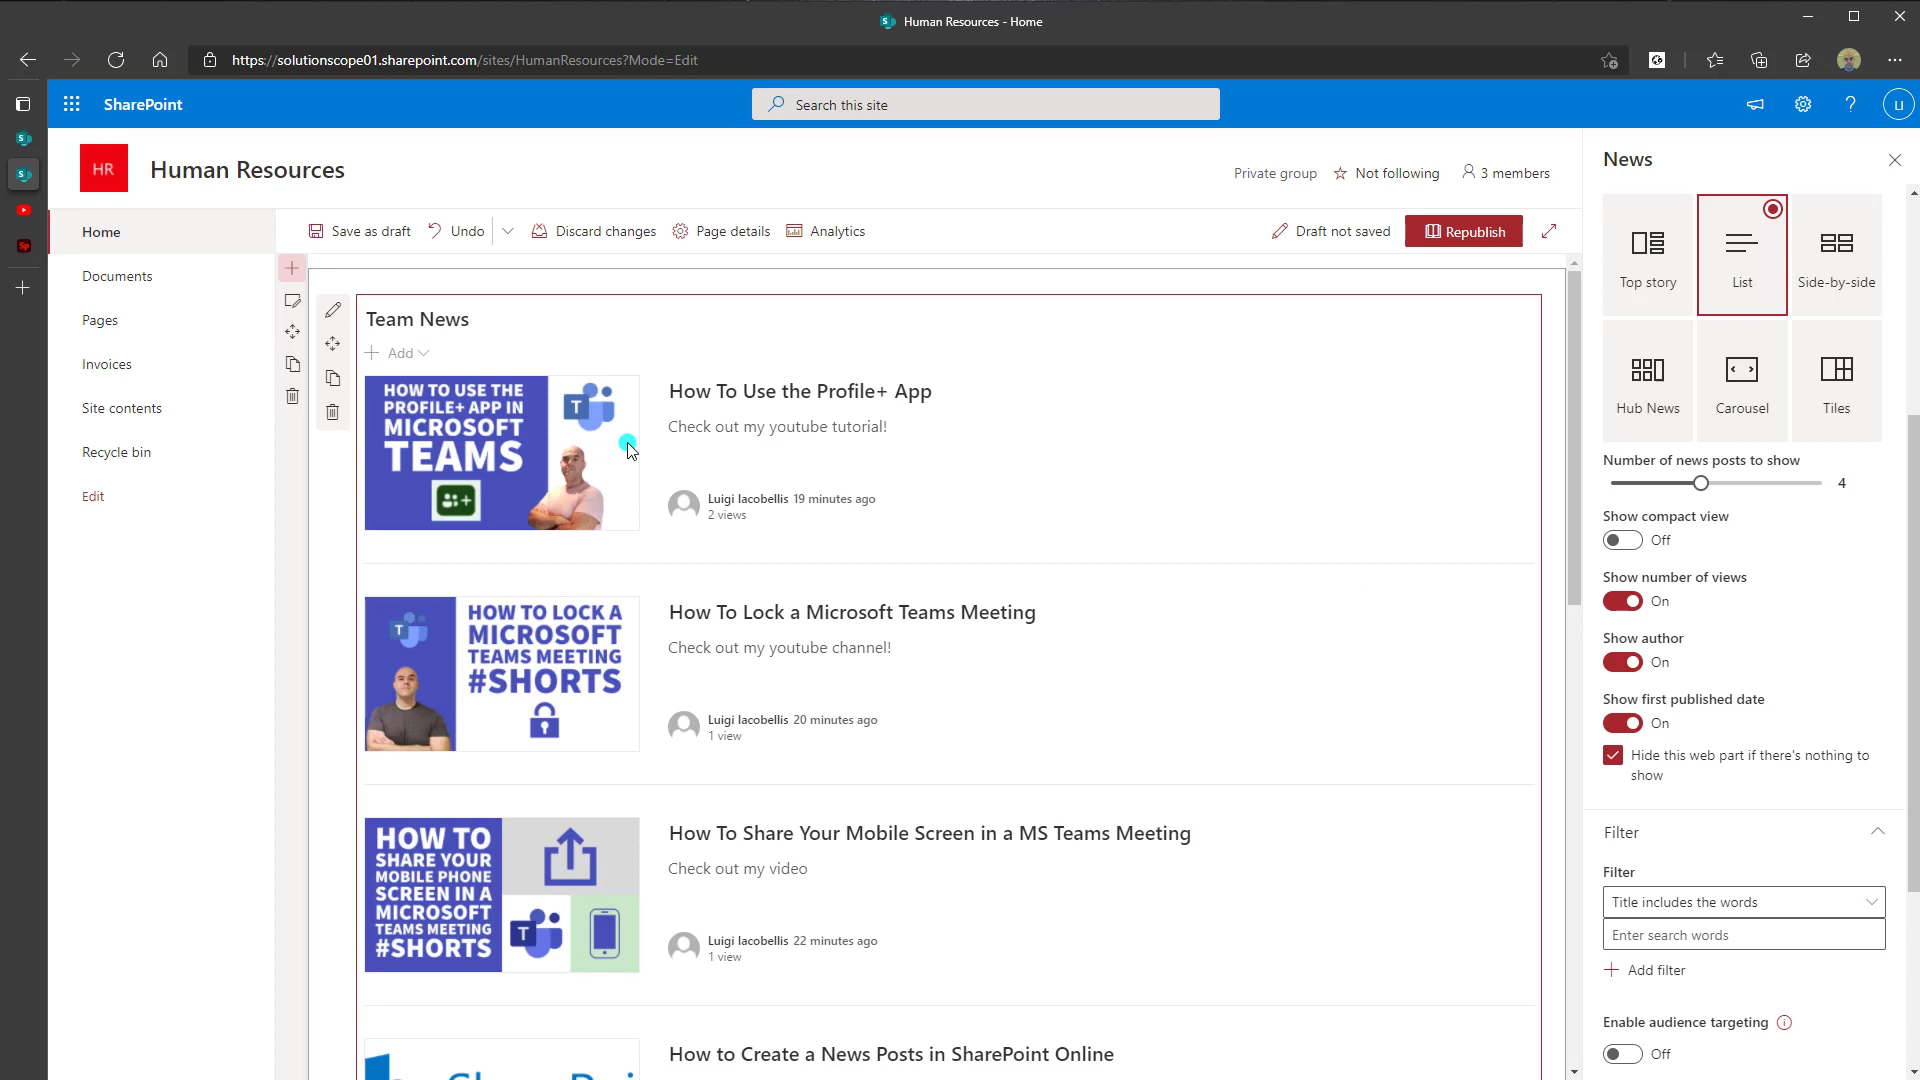 Human Resources - Home
https://solutionscope01.sharepoint.com/sites/HumanResources?Mode=Edit
SharePoint
Search this site
LI
HR
Human Resources
Private group
Not following
3 members
Home
Documents
Pages
Invoices
Site contents
Recycle bin
Edit
Save as draft
Undo
Discard changes
Page details
Analytics
Draft not saved
Republish
Team News
Add
HOW TO USE THE
PROFILE+ APP IN
MICROSOFT
TEAMS
T
How To Use the Profile+ App
Check out my youtube tutorial!
Luigi Iacobellis 19 minutes ago
2 views
T
HOW TO LOCK A
MICROSOFT
TEAMS MEETING
#SHORTS
How To Lock a Microsoft Teams Meeting
Check out my youtube channel!
Luigi Iacobellis 20 minutes ago
1 view
HOW TO
SHARE YOUR
MOBILE PHONE
SCREEN IN A
MICROSOFT
TEAMS MEETING
#SHORTS
T
How To Share Your Mobile Screen in a MS Teams Meeting
Check out my video
Luigi Iacobellis 22 minutes ago
1 view
How to Create a News Posts in SharePoint Online
News
Top story
List
Side-by-side
Hub News
Carousel
Tiles
Number of news posts to show
4
Show compact view
Off
Show number of views
On
Show author
On
Show first published date
On
Hide this web part if there's nothing to
show
Filter
Filter
Title includes the words
Enter search words
Add filter
Enable audience targeting
Off